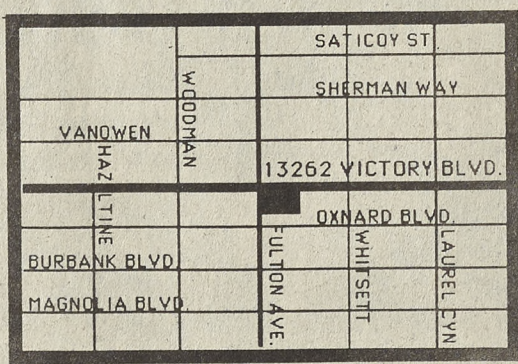 SATICOY ST.
SHERMAN WAY
WOODMAN
VANOWEN
13262 VICTORY BLVD.
HAZILTINE
OXNARD BLVD.
BURBANK BLVD.
FULTON AVE.
WHITSETT
LAUREL CYN
MAGNOLIA BLVD.